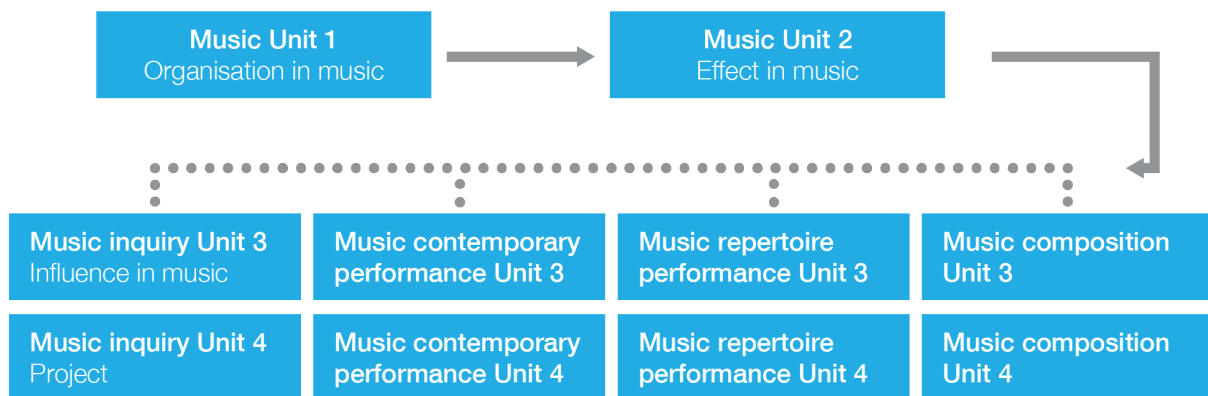 Music Unit 1
Organisation in music
Music Unit 2
Effect in music
Music inquiry Unit 3
Influence in music
Music contemporary
performance Unit 3
Music repertoire
performance Unit 3
Music composition
Unit 3
Music inquiry Unit 4
Project
Music contemporary
performance Unit 4
Music repertoire
performance Unit 4
Music composition
Unit 4